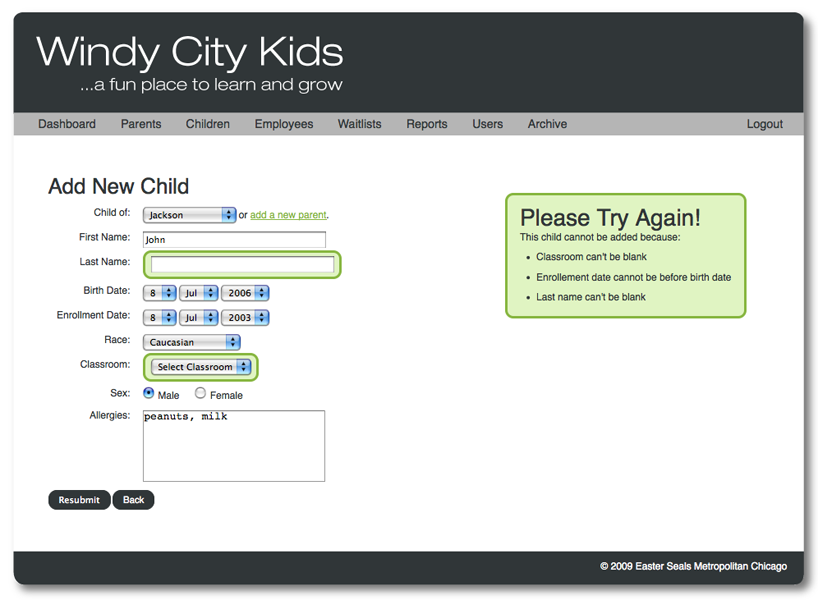 Windy City Kids
...a fun place to learn and grow
Dashboard Parents Children Employees Waitlists Reports Users Archive Logout
Add New Child
Child of: Jackson or add a new parent.
First Name: John
Last Name:
Birth Date: 8 Jul 2006
Enrollment Date: 8 Jul 2003
Race: Caucasian
Classroom: Select Classroom
Sex: Male Female
Allergies: peanuts, milk
Resubmit Back
Please Try Again!
This child cannot be added because:
• Classroom can't be blank
• Enrollement date cannot be before birth date
• Last name can't be blank
© 2009 Easter Seals Metropolitan Chicago